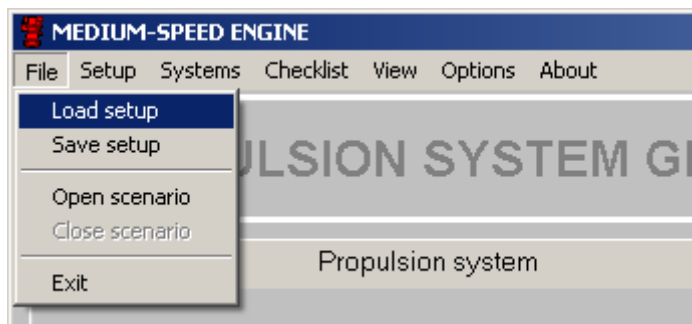 MEDIUM-SPEED ENGINE
File Setup Systems Checklist View Options About
Load setup
Save setup
ULSION SYSTEM G
Open scenario
Close scenario
Propulsion system
Exit